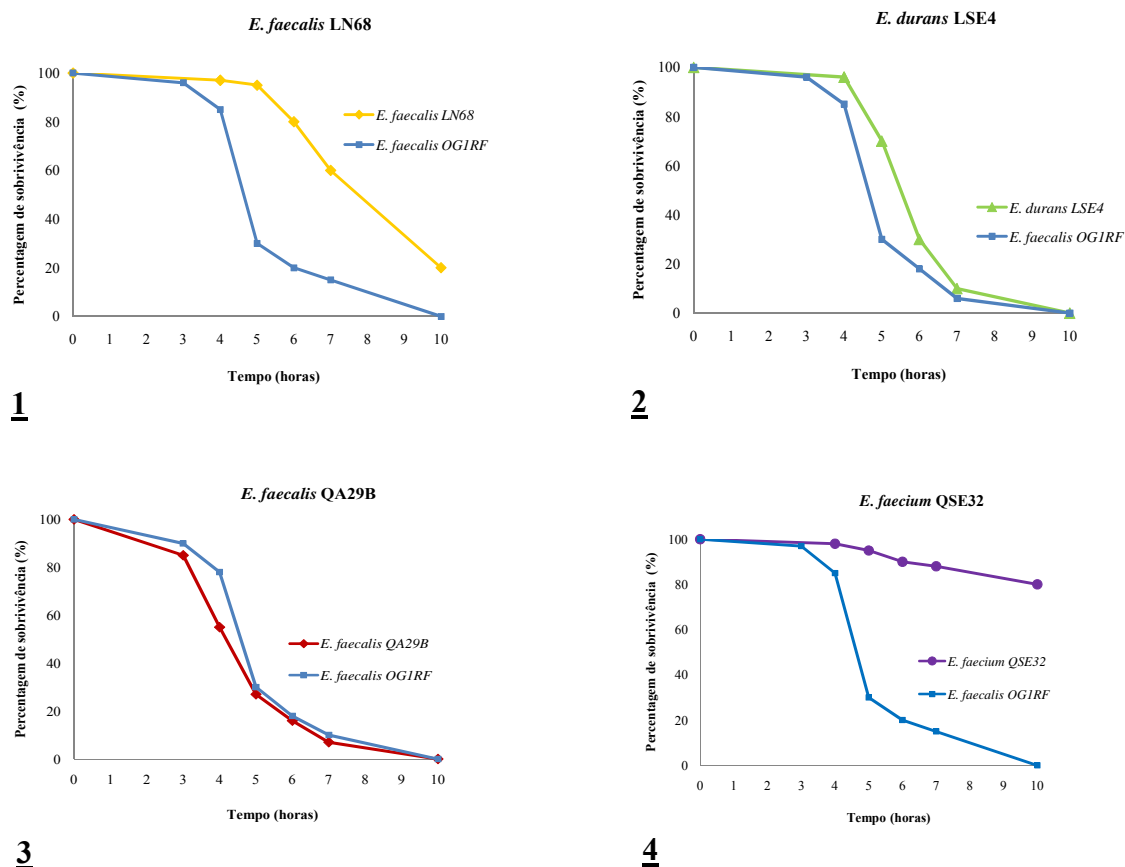 E. faecalis LN68
Percentagem de sobrivivência (%)
100
80
60
40
20
0
0 1 2 3 4 5 6 7 8 9 10
Tempo (horas)
E. faecalis LN68
E. faecalis OG1RF
1
E. durans LSE4
Percentagem de sobrivivência (%)
100
80
60
40
20
0
0 1 2 3 4 5 6 7 8 9 10
Tempo (horas)
E. durans LSE4
E. faecalis OG1RF
2
E. faecalis QA29B
Percentagem de sobrivivência (%)
100
80
60
40
20
0
0 1 2 3 4 5 6 7 8 9 10
Tempo (horas)
E. faecalis QA29B
E. faecalis OG1RF
3
E. faecium QSE32
Percentagem de sobrivivência (%)
100
80
60
40
20
0
0 1 2 3 4 5 6 7 8 9 10
Tempo (horas)
E. faecium QSE32
E. faecalis OG1RF
4